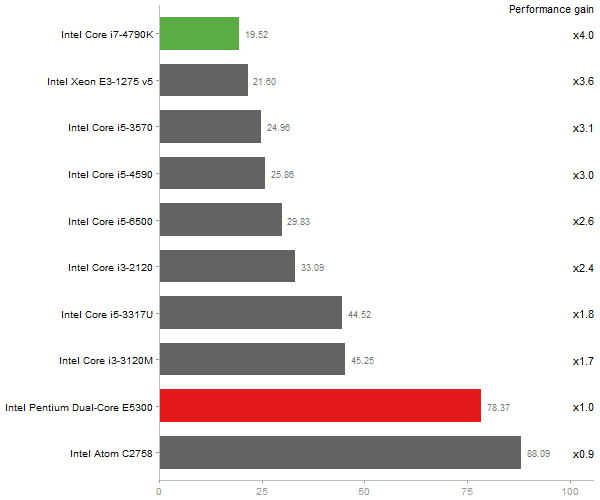 Performance gain
Intel Core i7-4790K 19.52 x4.0
Intel Xeon E3-1275 v5 21.60 x3.6
Intel Core i5-3570 24.96 x3.1
Intel Core i5-4590 25.86 x3.0
Intel Core i5-6500 29.83 x2.6
Intel Core i3-2120 33.09 x2.4
Intel Core i5-3317U 44.52 x1.8
Intel Core i3-3120M 45.25 x1.7
Intel Pentium Dual-Core E5300 78.37 x1.0
Intel Atom C2758 88.09 x0.9
0 25 50 75 100